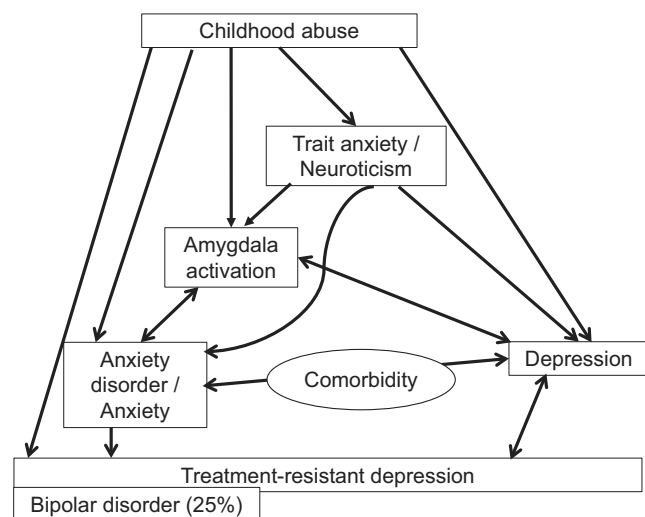 Childhood abuse
Trait anxiety /
Neuroticism
Amygdala
activation
Anxiety
disorder /
Anxiety
Comorbidity
Depression
Treatment-resistant depression
Bipolar disorder (25%)